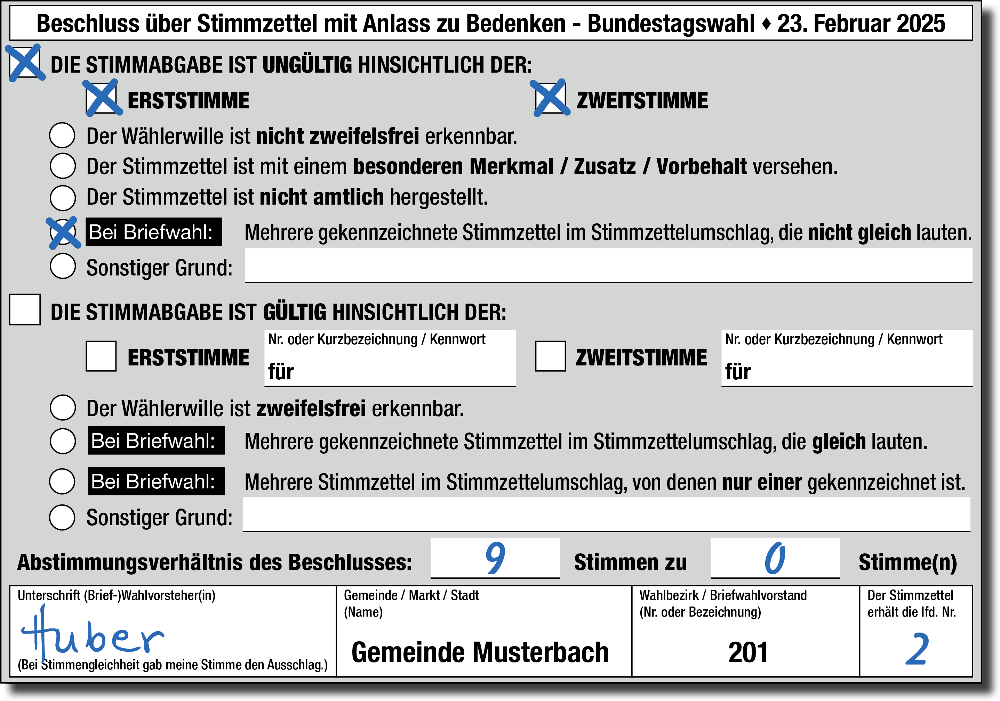 Beschluss über Stimmzettel mit Anlass zu Bedenken - Bundestagswahl ♦ 23. Februar 2025
DIE STIMMABGABE IST UNGÜLTIG HINSICHTLICH DER:
ERSTSTIMME ZWEITSTIMME
Der Wählerwille ist nicht zweifelsfrei erkennbar.
Der Stimmzettel ist mit einem besonderen Merkmal / Zusatz / Vorbehalt versehen.
Der Stimmzettel ist nicht amtlich hergestellt.
Bei Briefwahl: Mehrere gekennzeichnete Stimmzettel im Stimmzettelumschlag, die nicht gleich lauten.
Sonstiger Grund:
DIE STIMMABGABE IST GÜLTIG HINSICHTLICH DER:
Nr. oder Kurzbezeichnung / Kennwort Nr. oder Kurzbezeichnung / Kennwort
ERSTSTIMME für ZWEITSTIMME für
Der Wählerwille ist zweifelsfrei erkennbar.
Bei Briefwahl: Mehrere gekennzeichnete Stimmzettel im Stimmzettelumschlag, die gleich lauten.
Bei Briefwahl: Mehrere Stimmzettel im Stimmzettelumschlag, von denen nur einer gekennzeichnet ist.
Sonstiger Grund:
Abstimmungsverhältnis des Beschlusses: 9 Stimmen zu 0 Stimme(n)
Unterschrift (Brief-)Wahlvorsteher(in)
Huber
(Bei Stimmengleichheit gab meine Stimme den Ausschlag.)
Gemeinde / Markt / Stadt
(Name)
Gemeinde Musterbach
Wahlbezirk / Briefwahlvorstand
(Nr. oder Bezeichnung)
201
Der Stimmzettel
erhält die lfd. Nr.
2